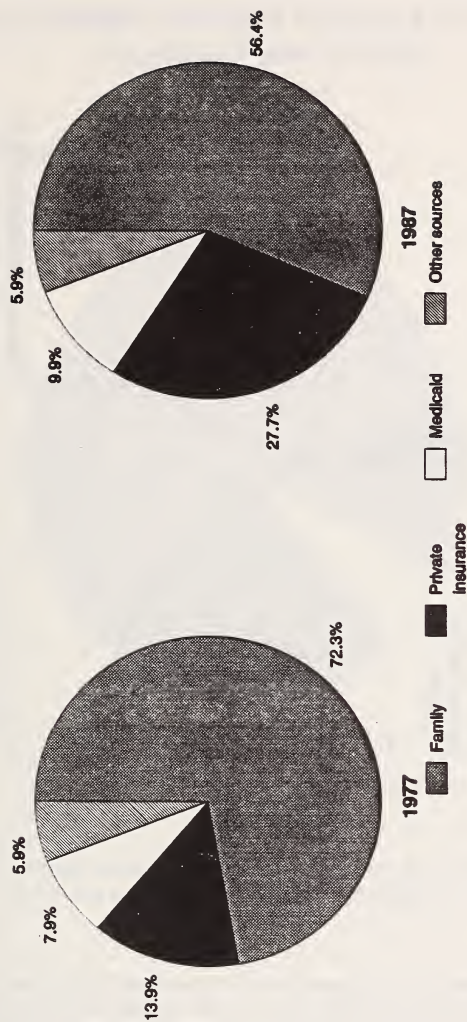 5.9%
7.9%
13.9%
72.3%
1977
5.9%
9.9%
27.7%
56.4%
1987
Family
Private
insurance
Medicaid
Other sources